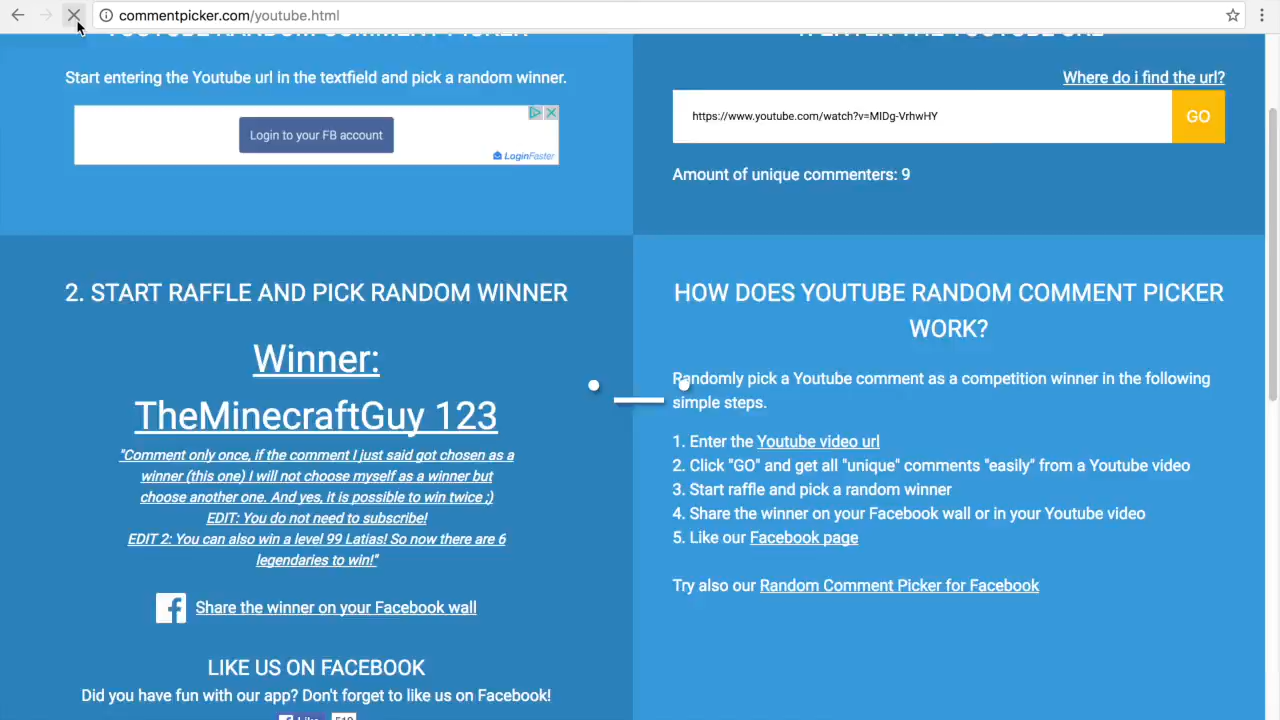 commentpicker.com/youtube.html
YOUTUBE RANDOM COMMENT PICKER
Start entering the Youtube url in the textfield and pick a random winner.
Login to your FB account
LoginFaster
1. ENTER THE YOUTUBE URL
Where do i find the url?
https://www.youtube.com/watch?v=MIDg-VrhwHY
GO
Amount of unique commenters: 9
2. START RAFFLE AND PICK RANDOM WINNER
Winner:
TheMinecraftGuy 123
"Comment only once, if the comment I just said got chosen as a
winner (this one) I will not choose myself as a winner but
choose another one. And yes, it is possible to win twice ;)
EDIT: You do not need to subscribe!
EDIT 2: You can also win a level 99 Latias! So now there are 6
legendaries to win!"
Share the winner on your Facebook wall
LIKE US ON FACEBOOK
Did you have fun with our app? Don't forget to like us on Facebook!
Like
HOW DOES YOUTUBE RANDOM COMMENT PICKER
WORK?
Randomly pick a Youtube comment as a competition winner in the following
simple steps.
1. Enter the Youtube video url
2. Click "GO" and get all "unique" comments "easily" from a Youtube video
3. Start raffle and pick a random winner
4. Share the winner on your Facebook wall or in your Youtube video
5. Like our Facebook page
Try also our Random Comment Picker for Facebook